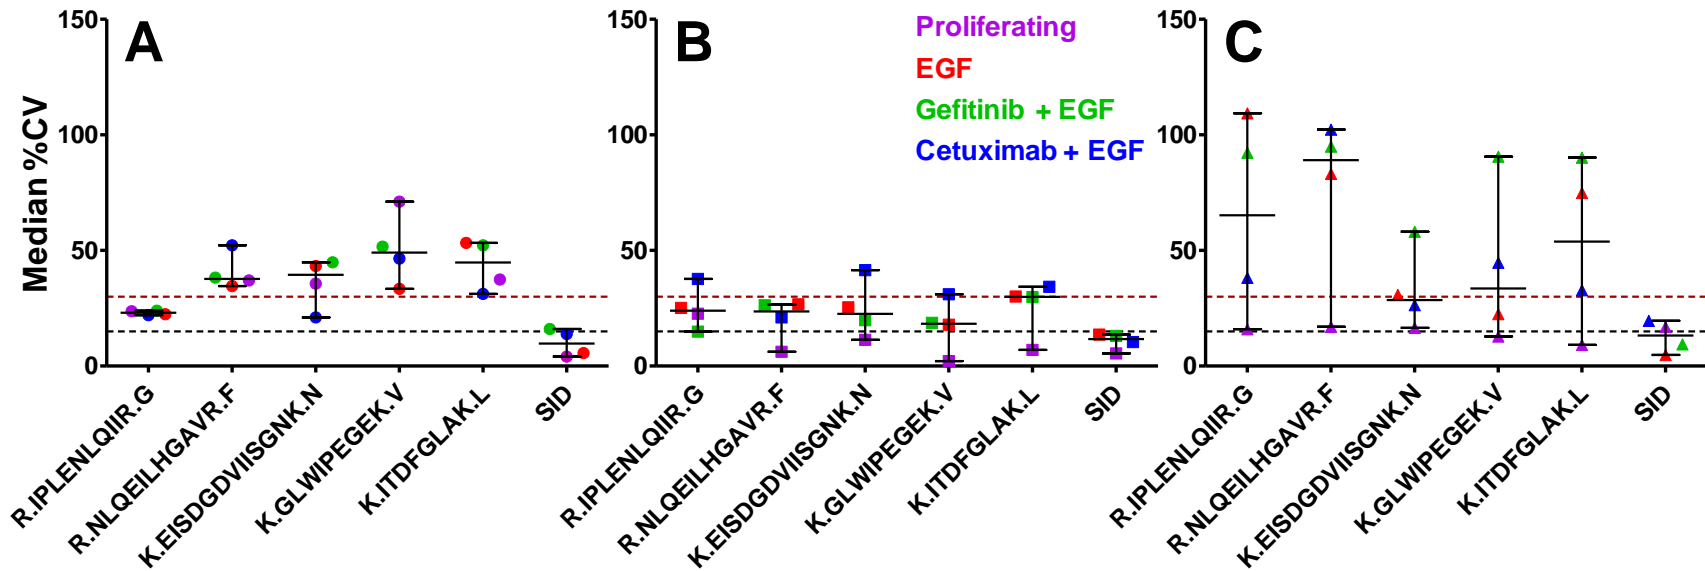 Median %CV
150
100
50
0
A
R.IPLENLQIIR.G
R.NLQEILHGAVR.F
K.EISDGDVIISGNK.N
K.GLWIPEGEK.V
K.ITDFGLAK.L
SID
150
100
50
0
B
Proliferating
EGF
Gefitinib + EGF
Cetuximab + EGF
R.IPLENLQIIR.G
R.NLQEILHGAVR.F
K.EISDGDVIISGNK.N
K.GLWIPEGEK.V
K.ITDFGLAK.L
SID
150
100
50
0
C
R.IPLENLQIIR.G
R.NLQEILHGAVR.F
K.EISDGDVIISGNK.N
K.GLWIPEGEK.V
K.ITDFGLAK.L
SID